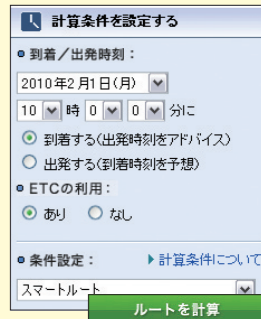 計算条件を設定する
到着/出発時刻:
2010年2月1日(月)
10 時 0 0 分に
到着する(出発時刻をアドバイス)
出発する(到着時刻を予想)
ETCの利用:
あり なし
条件設定: 計算条件について
スマートルート
ルートを計算